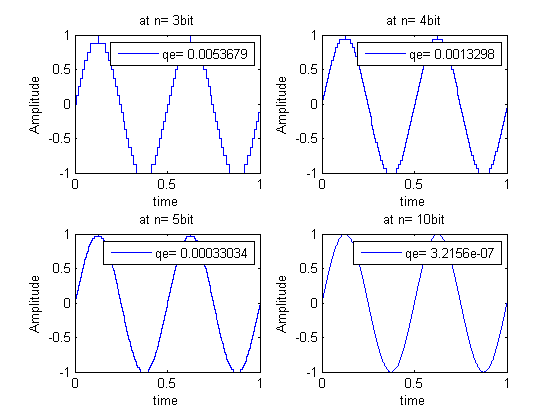 at n= 3bit
qe= 0.0053679
1
0.5
0
-0.5
-1
Amplitude
0
0.5
1
time
at n= 4bit
qe= 0.0013298
1
0.5
0
-0.5
-1
Amplitude
0
0.5
1
time
at n= 5bit
qe= 0.00033034
1
0.5
0
-0.5
-1
Amplitude
0
0.5
1
time
at n= 10bit
qe= 3.2156e-07
1
0.5
0
-0.5
-1
Amplitude
0
0.5
1
time